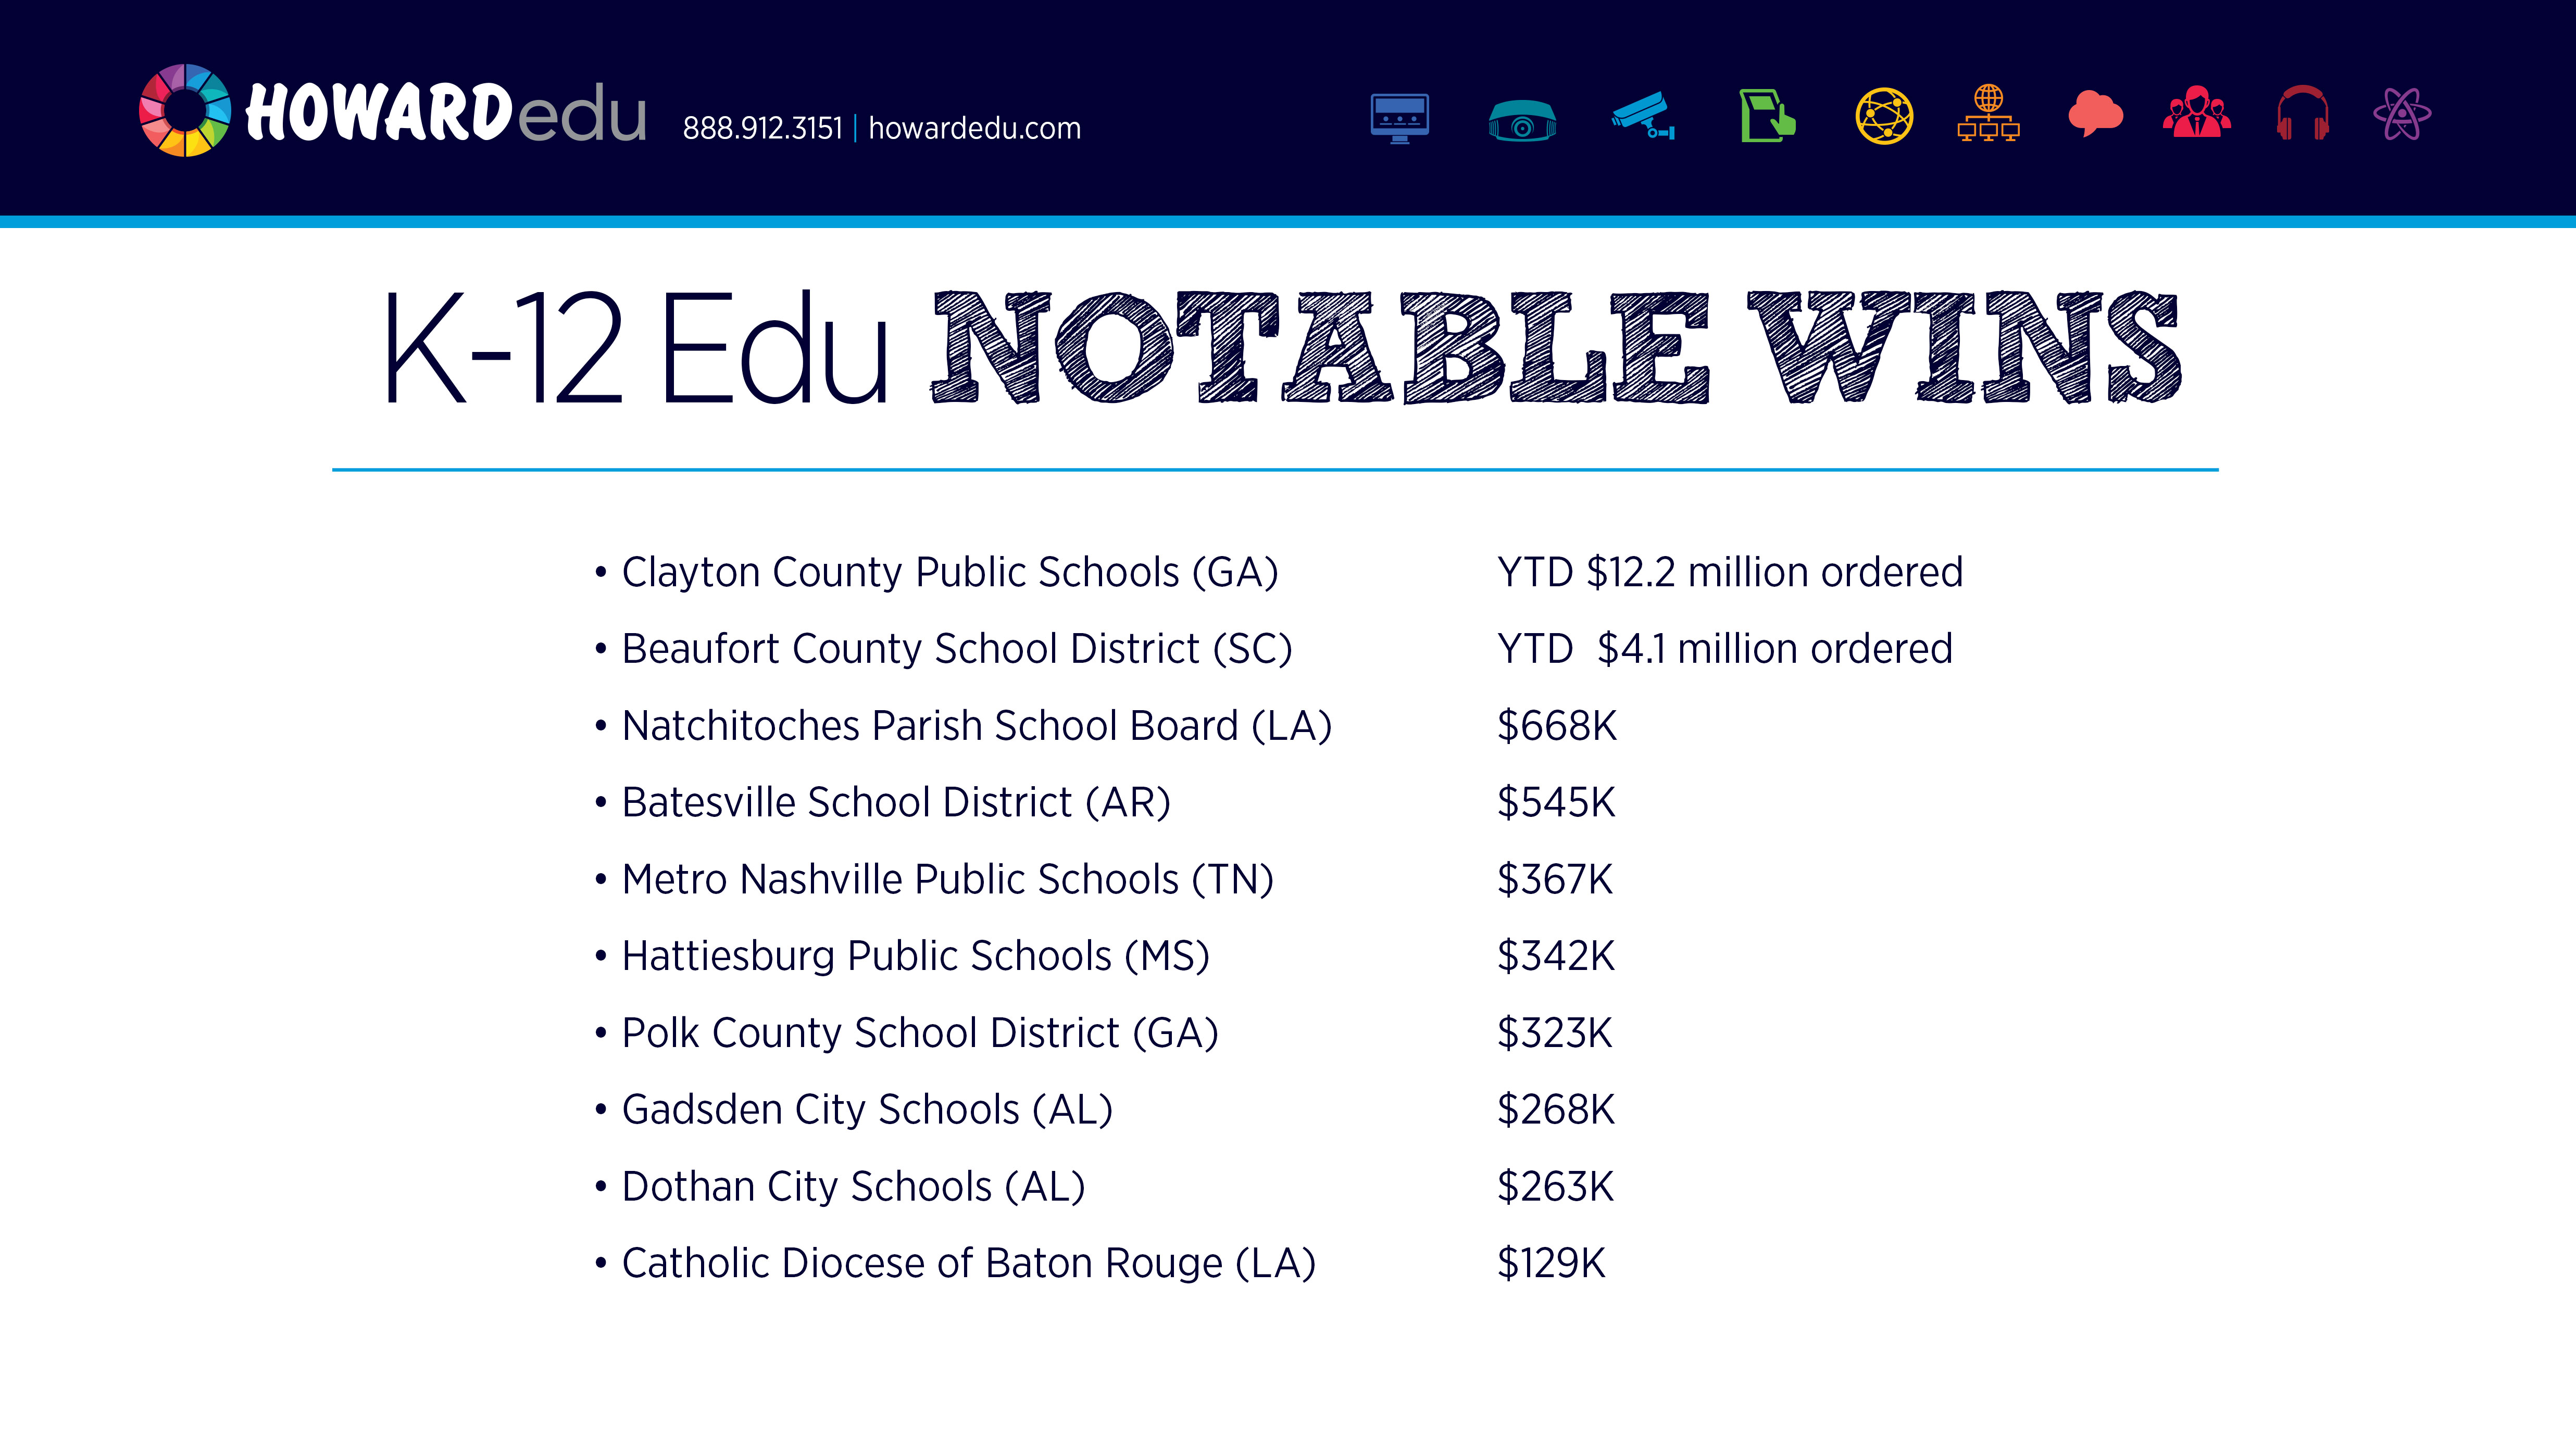 HOWARD edu 888.912.3151 | howardedu.com
K-12 Edu NOTABLE WINS
• Clayton County Public Schools (GA) YTD $12.2 million ordered
• Beaufort County School District (SC) YTD $4.1 million ordered
• Natchitoches Parish School Board (LA) $668K
• Batesville School District (AR) $545K
• Metro Nashville Public Schools (TN) $367K
• Hattiesburg Public Schools (MS) $342K
• Polk County School District (GA) $323K
• Gadsden City Schools (AL) $268K
• Dothan City Schools (AL) $263K
• Catholic Diocese of Baton Rouge (LA) $129K